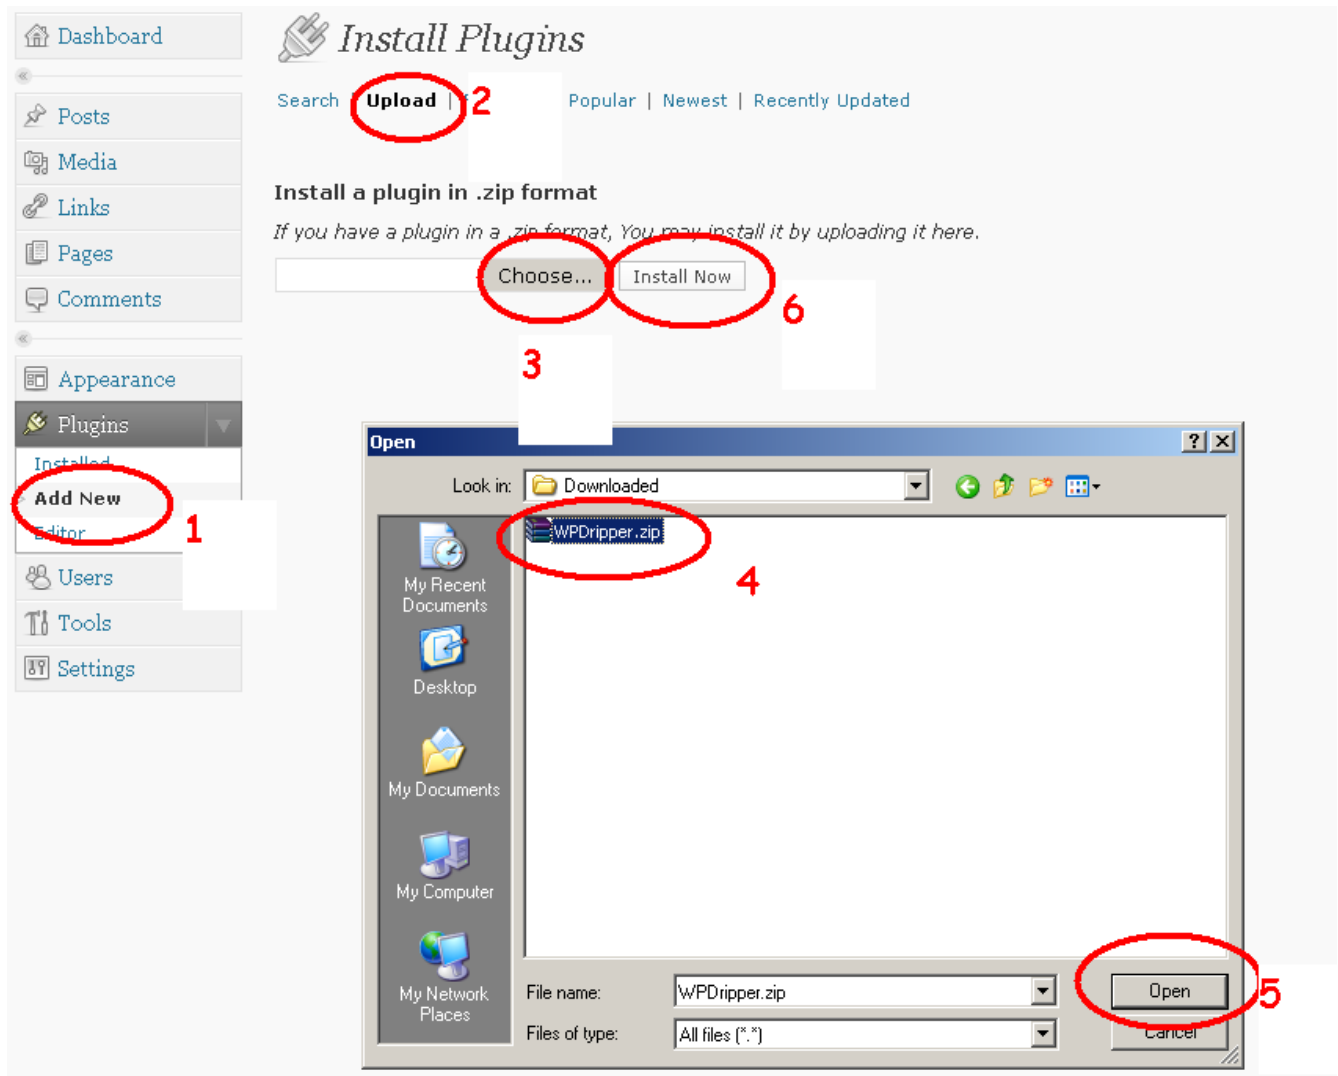 Dashboard
Posts
Media
Links
Pages
Comments
Appearance
Plugins
Installed
Add New
1
Editor
Users
Tools
Settings
Install Plugins
Search | Upload | 2 Popular | Newest | Recently Updated
Install a plugin in .zip format
If you have a plugin in a .zip format, You may install it by uploading it here.
Choose... Install Now
6
3
Open
Look in: Downloaded
WPDripper.zip
4
My Recent
Documents
Desktop
My Documents
My Computer
My Network
Places
File name: WPDripper.zip Open
5
Files of type: All files (*.*) Cancel